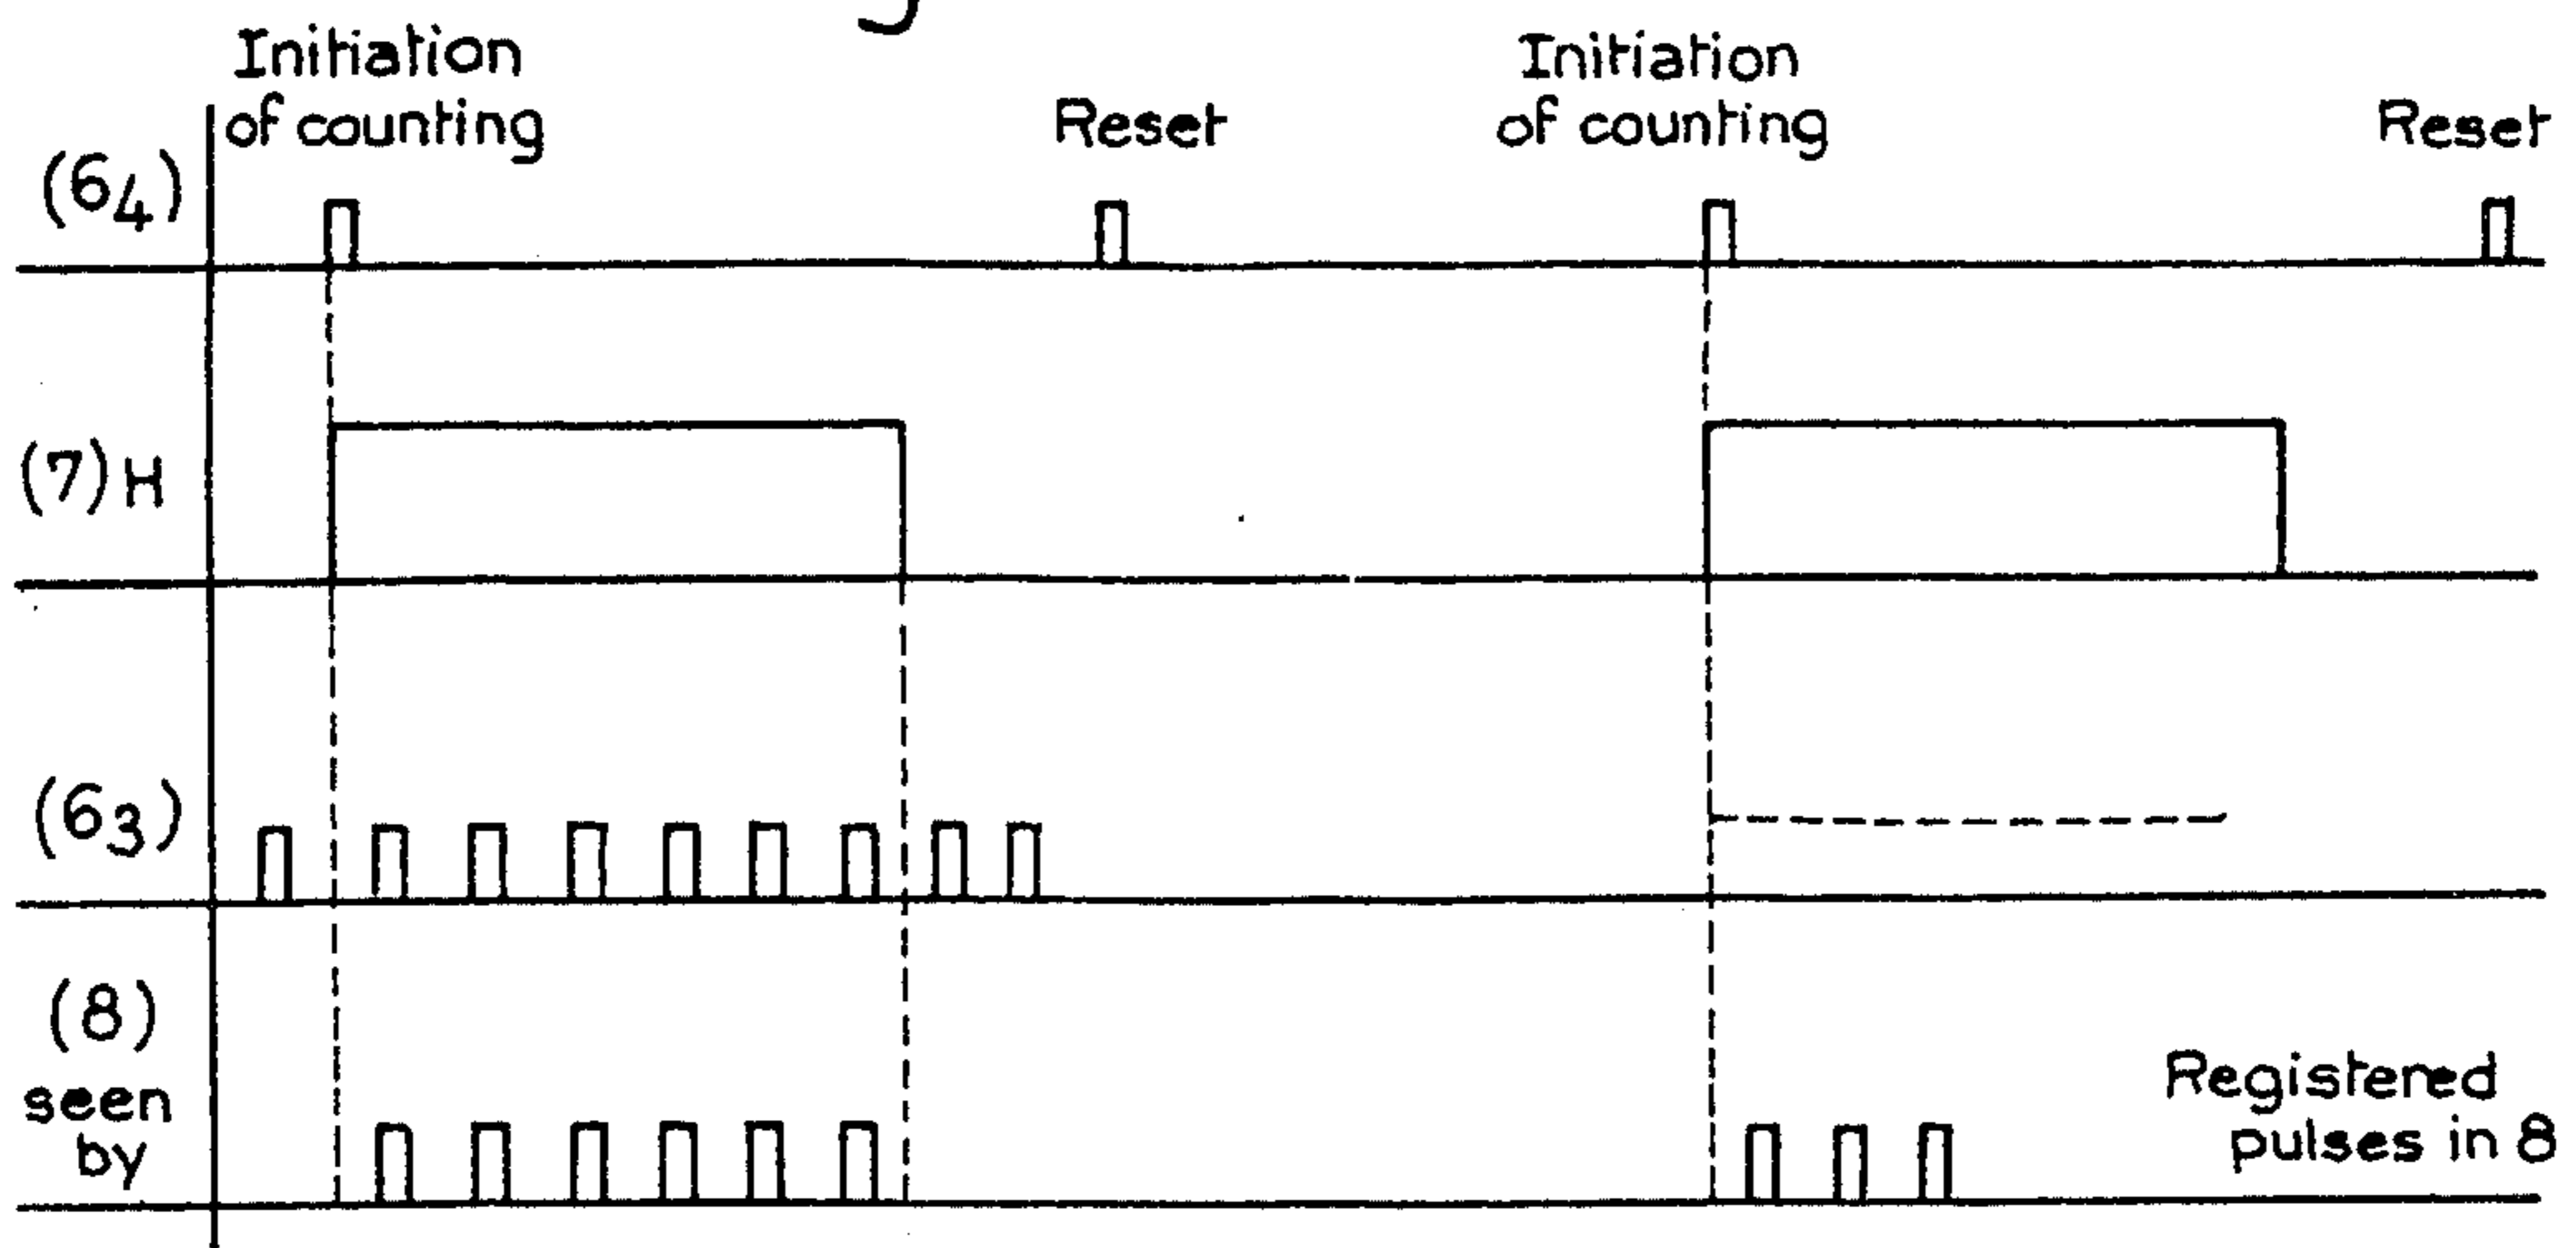 Initiation
of counting
Reset
Initiation
of counting
Reset
(64)
(7) H
(63)
(8)
seen
by
Registered
pulses in 8